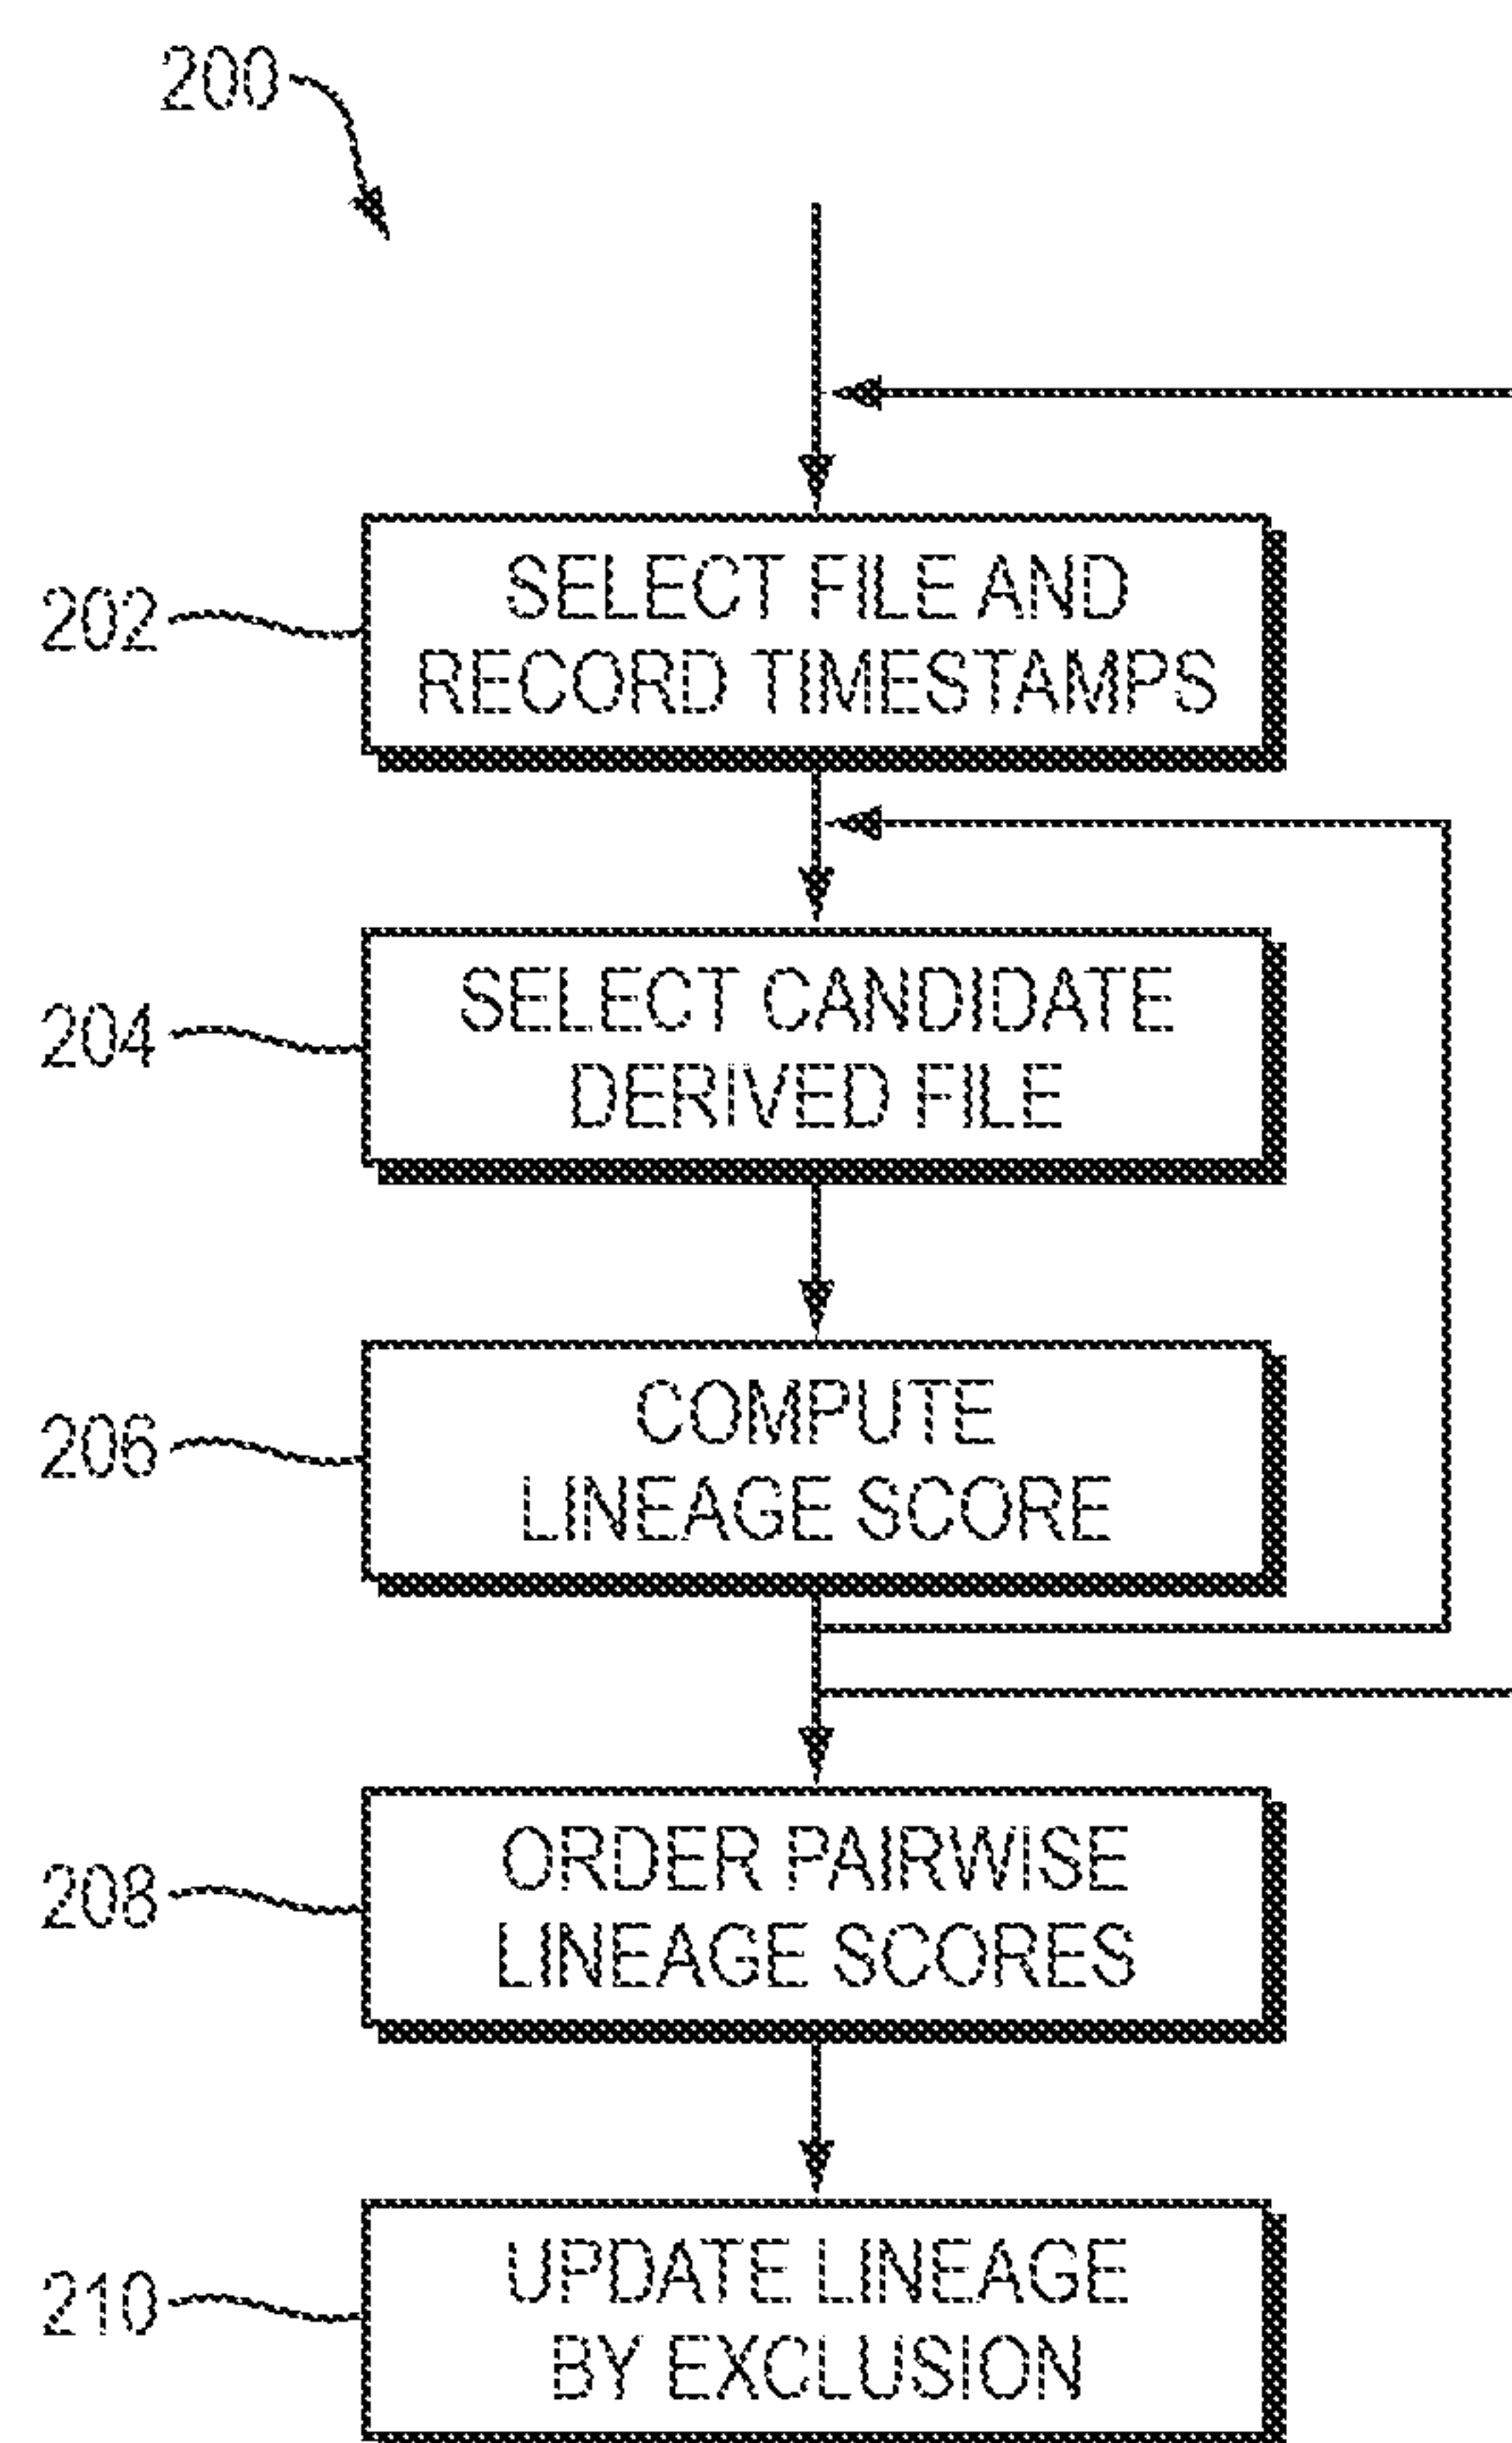 200
202
SELECT FILE AND
RECORD TIMESTAMPS
204
SELECT CANDIDATE
DERIVED FILE
206
COMPUTE
LINEAGE SCORE
208
ORDER PAIRWISE
LINEAGE SCORES
210
UPDATE LINEAGE
BY EXCLUSION